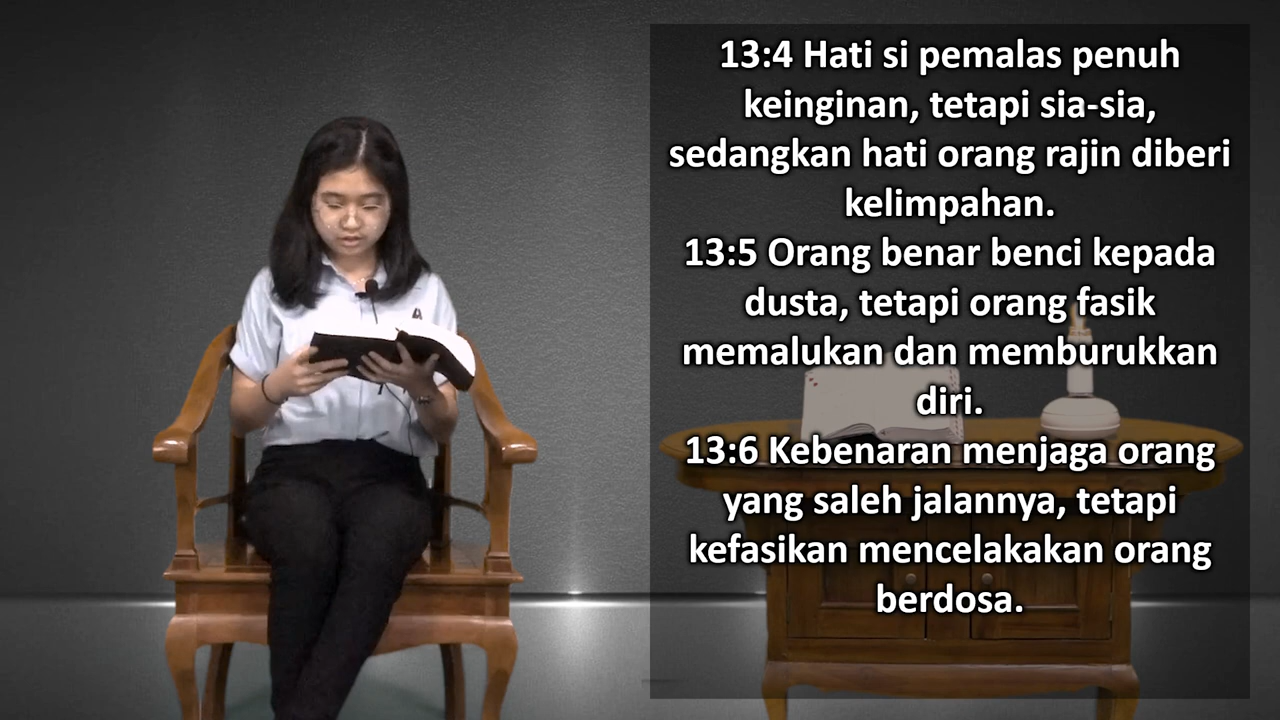 13:4 Hati si pemalas penuh
keinginan, tetapi sia-sia,
sedangkan hati orang rajin diberi
kelimpahan.
13:5 Orang benar benci kepada
dusta, tetapi orang fasik
memalukan dan memburukkan
diri.
13:6 Kebenaran menjaga orang
yang saleh jalannya, tetapi
kefasikan mencelakakan orang
berdosa.